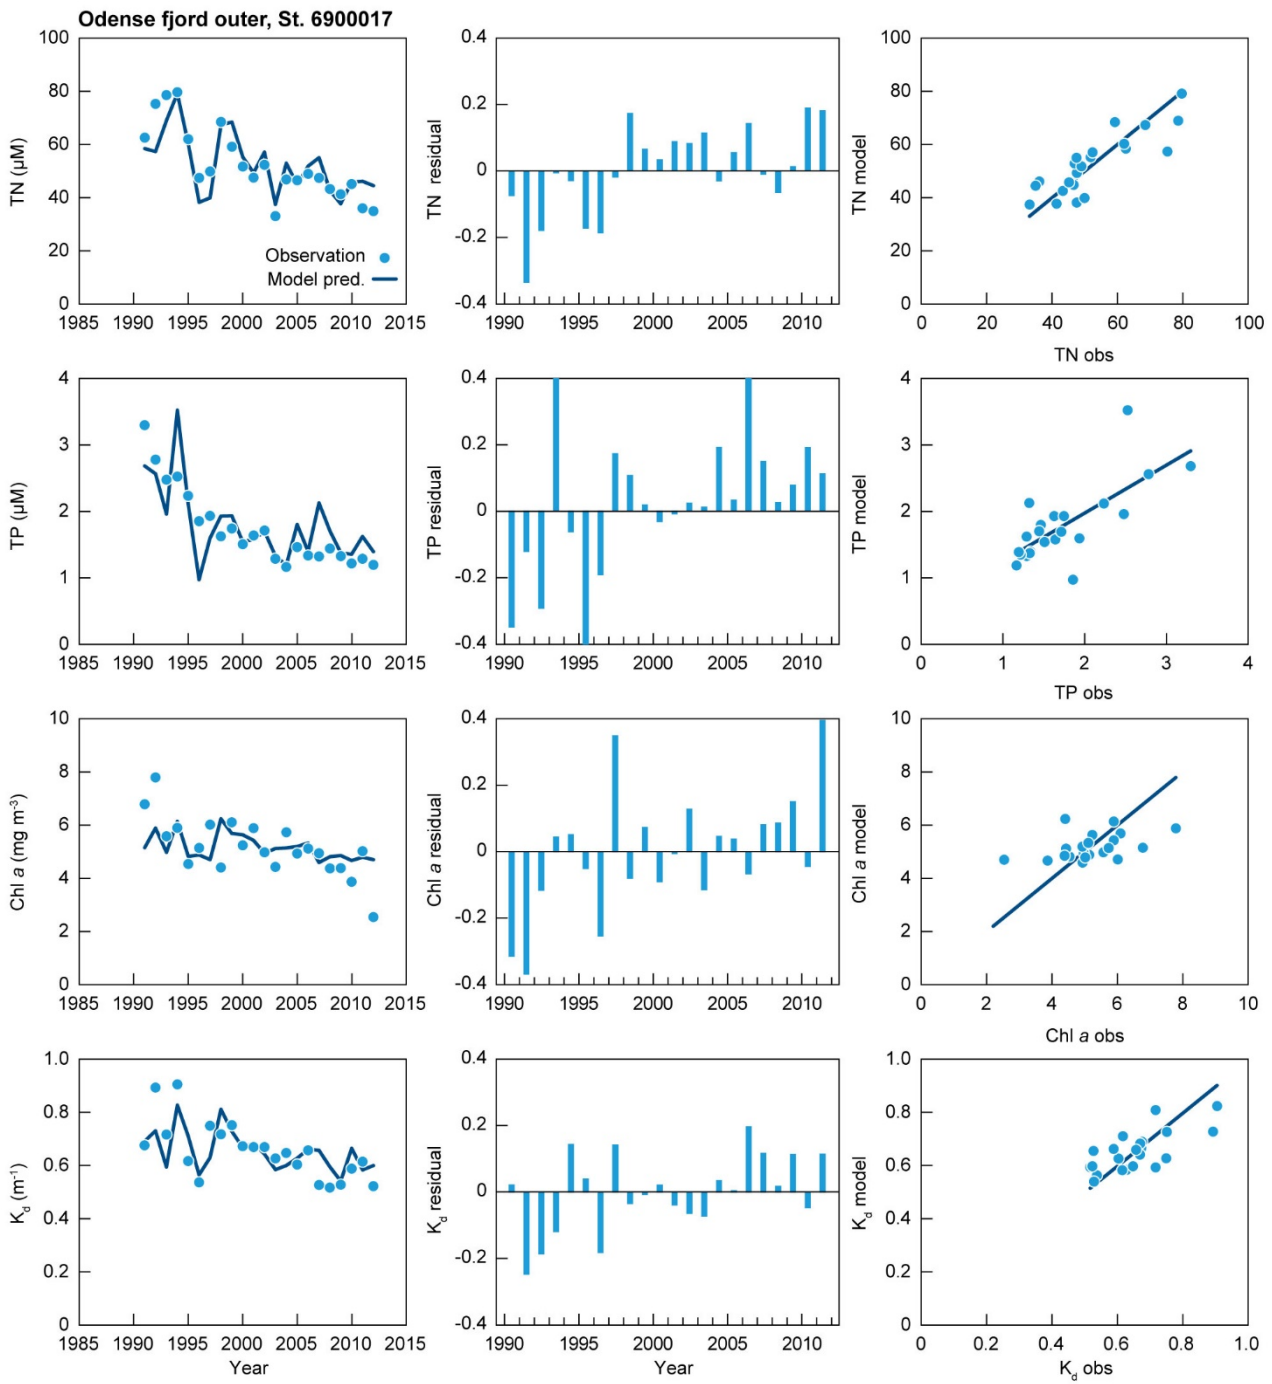 Odense fjord outer, St. 6900017
100
80
60
40
20
0
TN (µM)
Observation
Model pred.
1985 1990 1995 2000 2005 2010 2015
0.4
0.2
0
-0.2
-0.4
TN residual
1990 1995 2000 2005 2010
100
80
60
40
20
0
TN model
0 20 40 60 80 100
TN obs
4
3
2
1
0
TP (µM)
1985 1990 1995 2000 2005 2010 2015
0.4
0.2
0
-0.2
-0.4
TP residual
1990 1995 2000 2005 2010
4
3
2
1
0
TP model
0 1 2 3 4
TP obs
10
8
6
4
2
0
Chl a (mg m⁻³)
1985 1990 1995 2000 2005 2010 2015
0.4
0.2
0
-0.2
-0.4
Chl a residual
1990 1995 2000 2005 2010
10
8
6
4
2
0
Chl a model
0 2 4 6 8 10
Chl a obs
1.0
0.8
0.6
0.4
0.2
0
K_d (m⁻¹)
1985 1990 1995 2000 2005 2010 2015
Year
0.4
0.2
0
-0.2
-0.4
K_d residual
1990 1995 2000 2005 2010
Year
1.0
0.8
0.6
0.4
0.2
0
K_d model
0 0.2 0.4 0.6 0.8 1.0
K_d obs